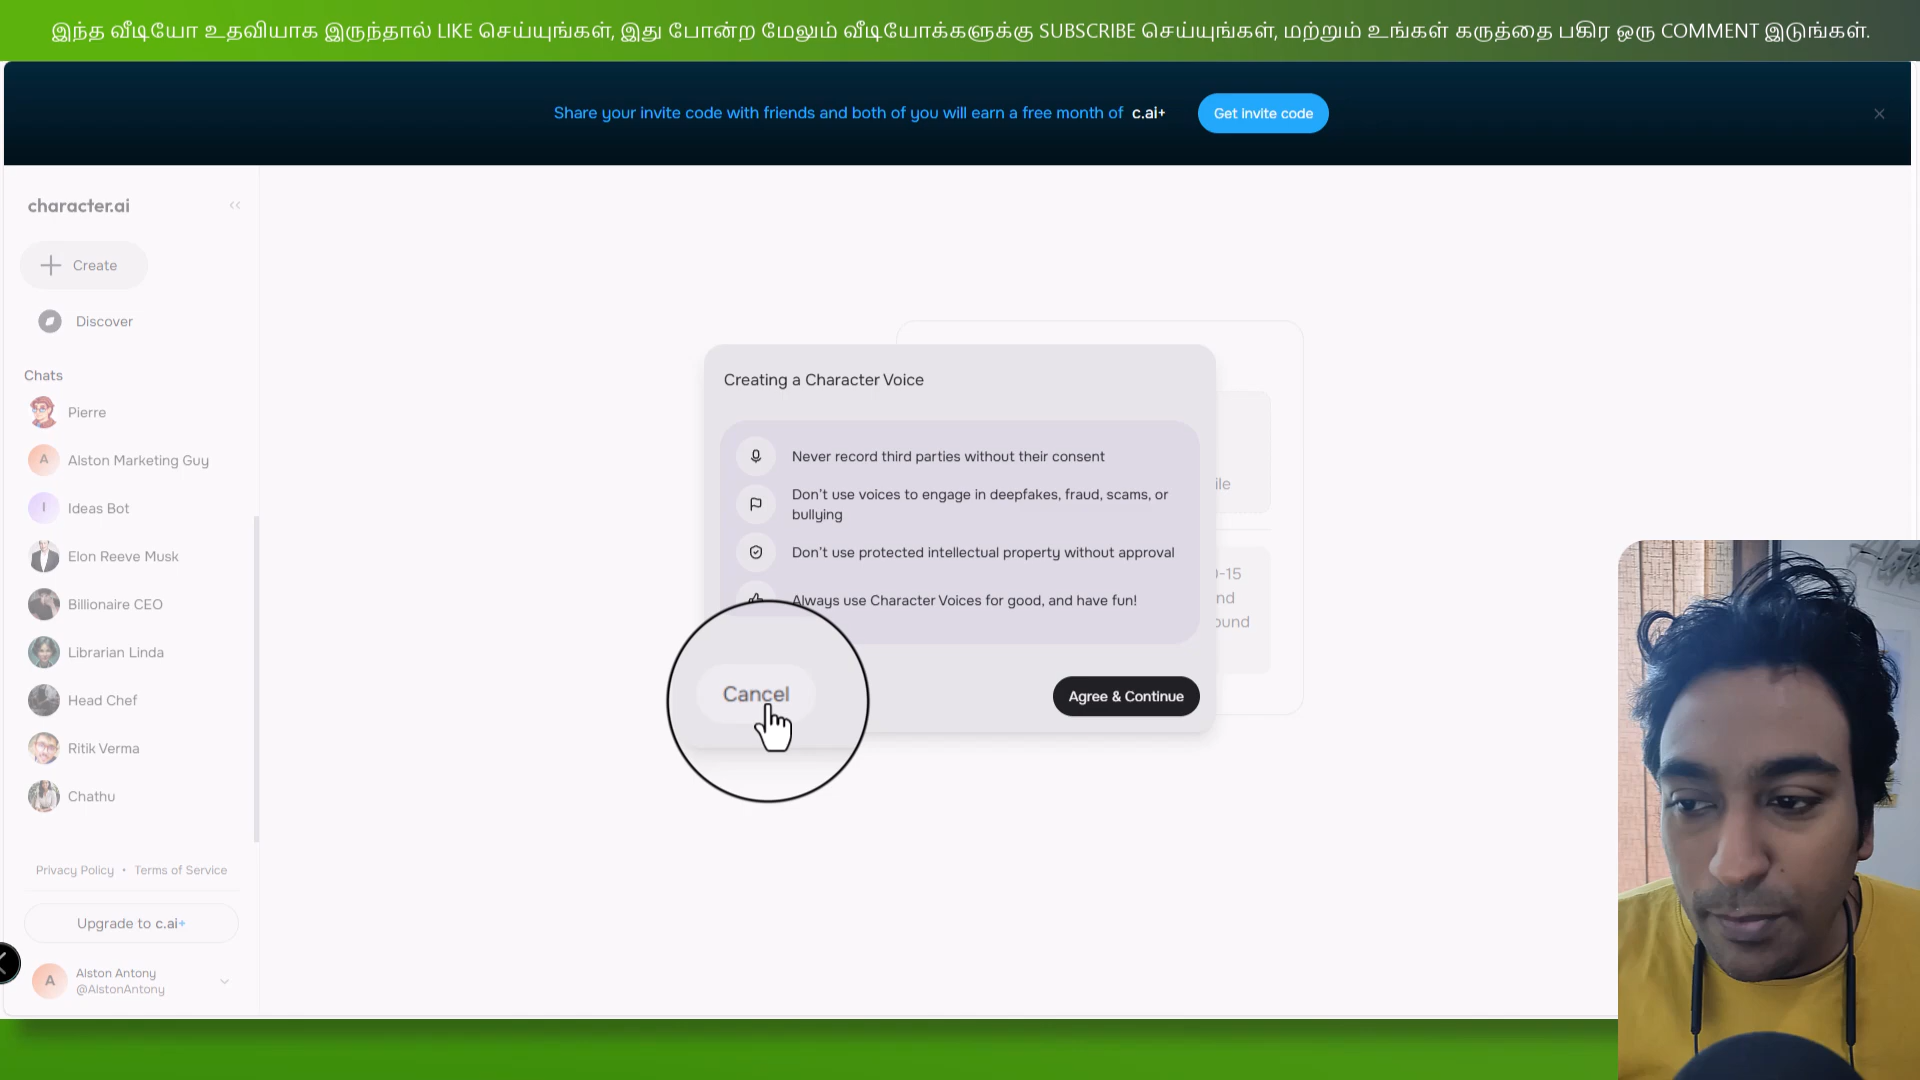 இந்த வீடியோ உதவியாக இருந்தால் LIKE செய்யுங்கள், இது போன்ற மேலும் வீடியோக்களுக்கு SUBSCRIBE செய்யுங்கள், மற்றும் உங்கள் கருத்தை பகிர ஒரு COMMENT இடுங்கள்.
Share your invite code with friends and both of you will earn a free month of c.ai+
Get invite code
character.ai
Create
Discover
Chats
Pierre
A Alston Marketing Guy
I Ideas Bot
Elon Reeve Musk
Billionaire CEO
Librarian Linda
Head Chef
Ritik Verma
Chathu
Privacy Policy • Terms of Service
Upgrade to c.ai+
A
Alston Antony
@AlstonAntony
Creating a Character Voice
Never record third parties without their consent
Don't use voices to engage in deepfakes, fraud, scams, or
bullying
Don't use protected intellectual property without approval
Always use Character Voices for good, and have fun!
Cancel
Agree & Continue